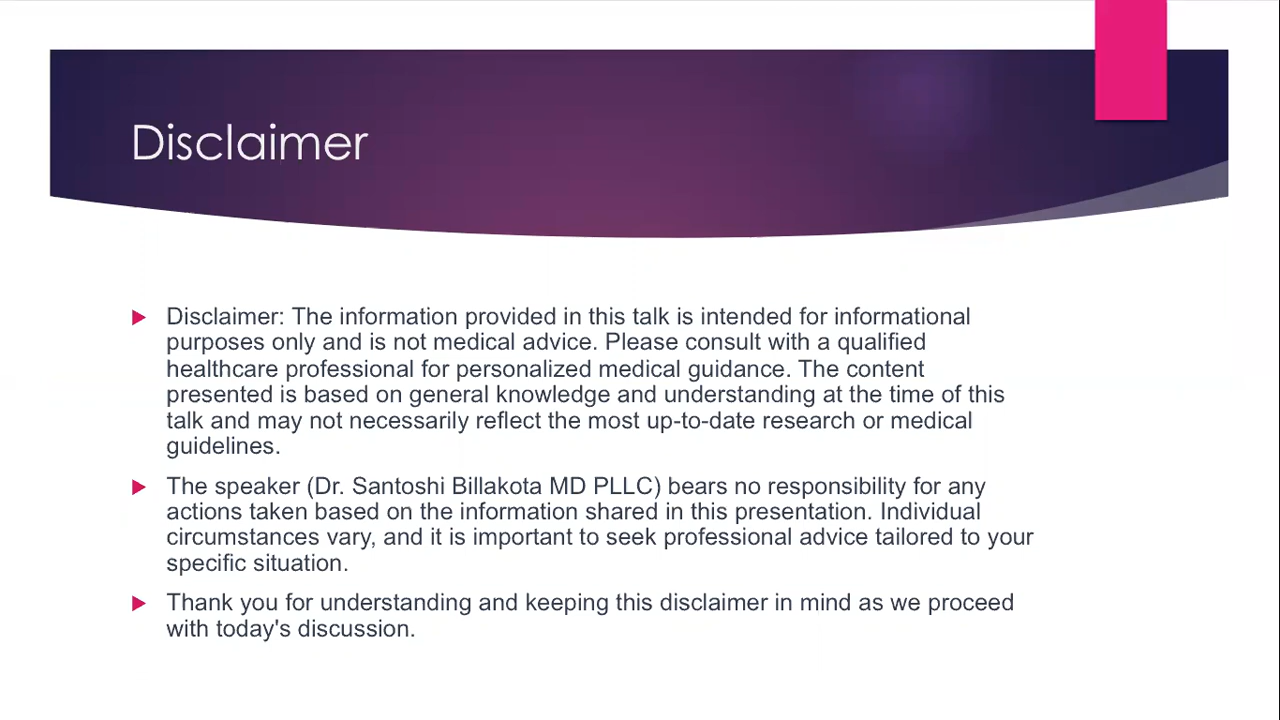 Disclaimer
Disclaimer: The information provided in this talk is intended for informational
purposes only and is not medical advice. Please consult with a qualified
healthcare professional for personalized medical guidance. The content
presented is based on general knowledge and understanding at the time of this
talk and may not necessarily reflect the most up-to-date research or medical
guidelines.
The speaker (Dr. Santoshi Billakota MD PLLC) bears no responsibility for any
actions taken based on the information shared in this presentation. Individual
circumstances vary, and it is important to seek professional advice tailored to your
specific situation.
Thank you for understanding and keeping this disclaimer in mind as we proceed
with today's discussion.